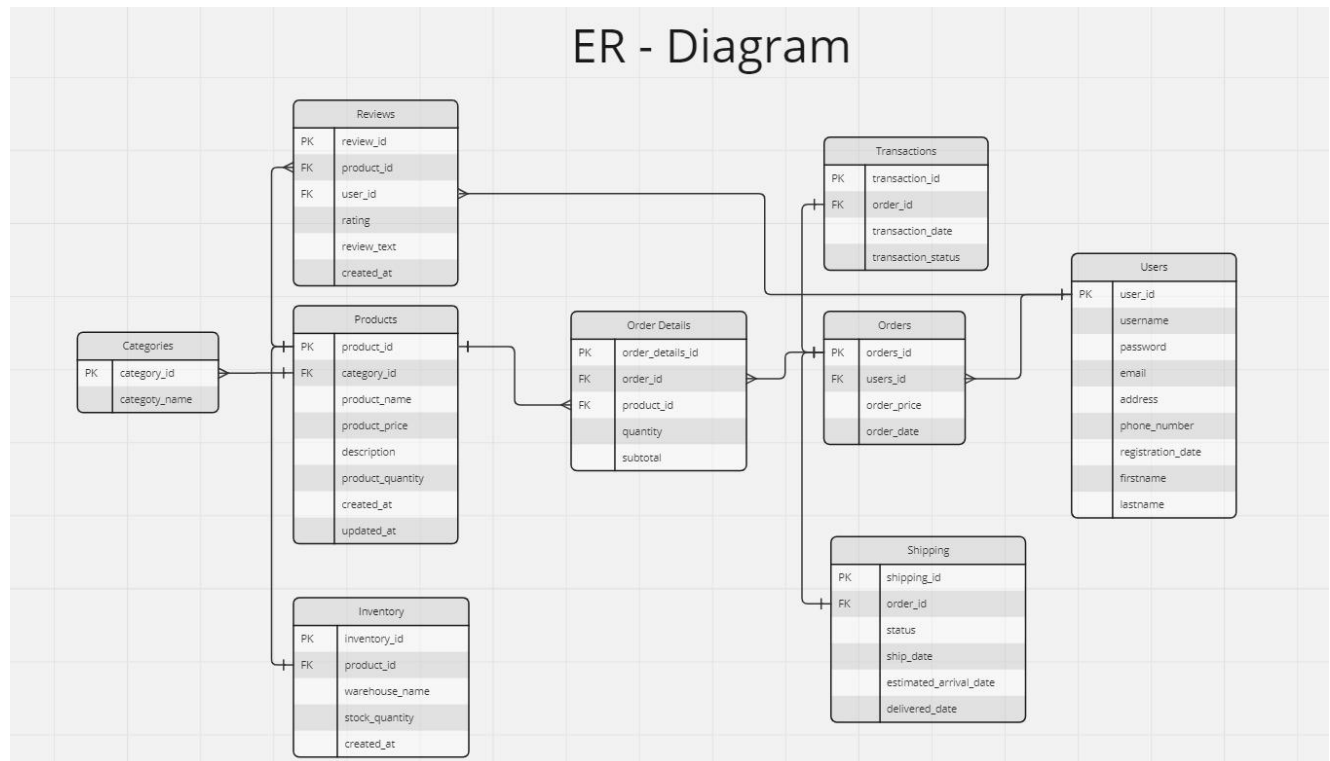 ER - Diagram
Reviews
PK review_id
FK product_id
FK user_id
rating
review_text
created_at
Transactions
PK transaction_id
FK order_id
transaction_date
transaction_status
Users
PK user_id
username
password
email
address
phone_number
registration_date
firstname
lastname
Products
PK product_id
FK category_id
product_name
product_price
description
product_quantity
created_at
updated_at
Categories
PK category_id
categoty_name
Order Details
PK order_details_id
FK order_id
FK product_id
quantity
subtotal
Orders
PK orders_id
FK users_id
order_price
order_date
Shipping
PK shipping_id
FK order_id
status
ship_date
estimated_arrival_date
delivered_date
Inventory
PK inventory_id
FK product_id
warehouse_name
stock_quantity
created_at